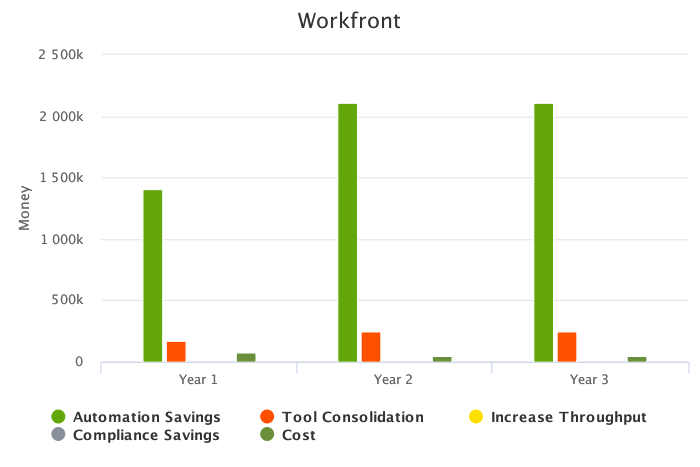 Workfront
2 500k
2 000k
1 500k
1 000k
500k
0
Money
Year 1 Year 2 Year 3
Automation Savings Tool Consolidation Increase Throughput
Compliance Savings Cost